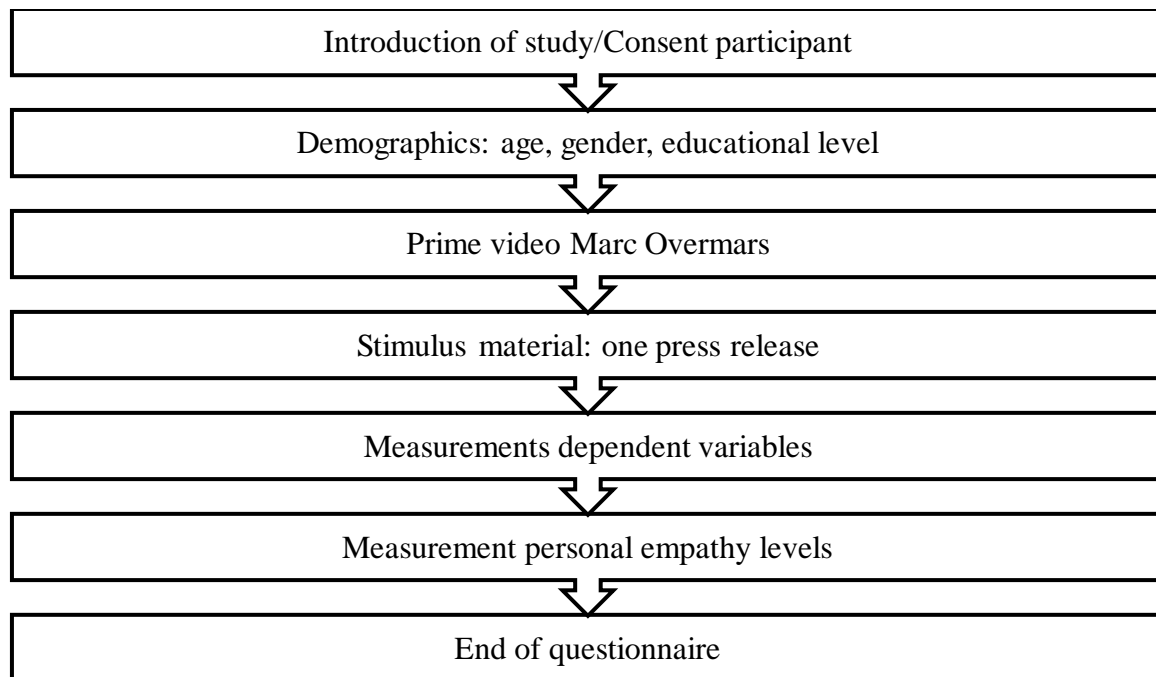 Introduction of study/Consent participant
Demographics: age, gender, educational level
Prime video Marc Overmars
Stimulus material: one press release
Measurements dependent variables
Measurement personal empathy levels
End of questionnaire